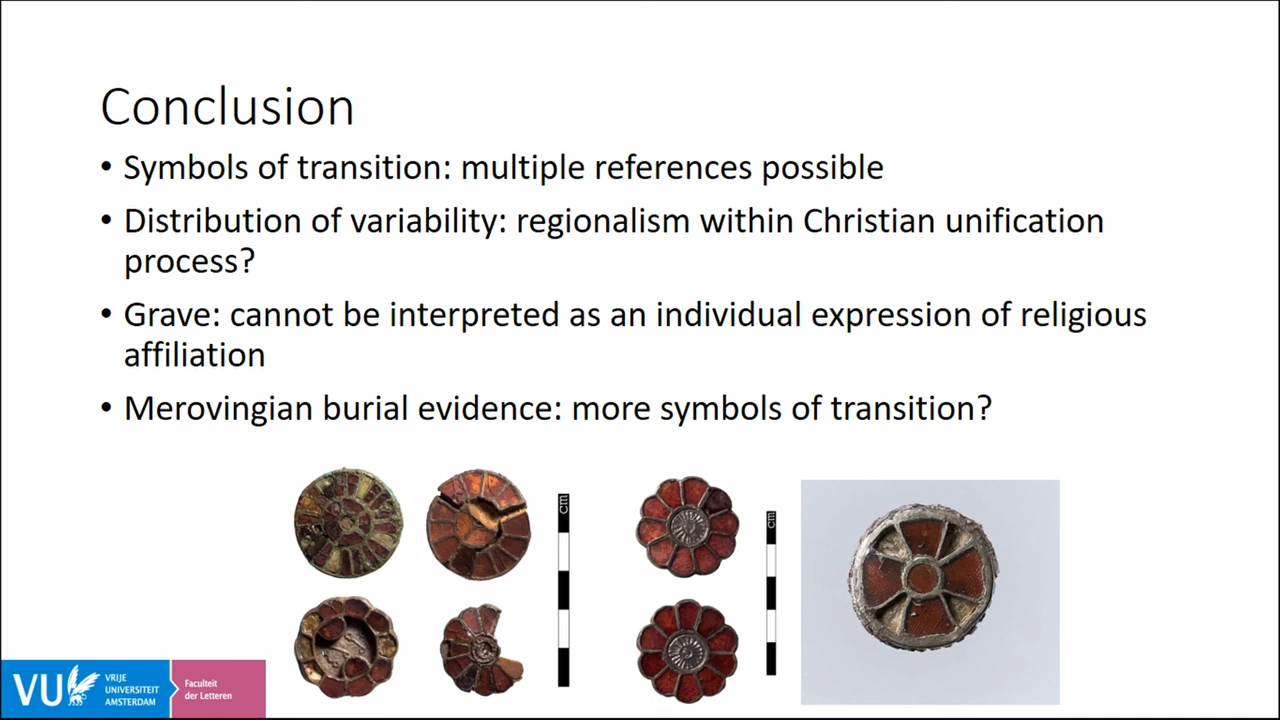 Conclusion
• Symbols of transition: multiple references possible
• Distribution of variability: regionalism within Christian unification
process?
• Grave: cannot be interpreted as an individual expression of religious
affiliation
• Merovingian burial evidence: more symbols of transition?
cm
cm
VU
VRIJE
UNIVERSITEIT
AMSTERDAM
Faculteit
der Letteren